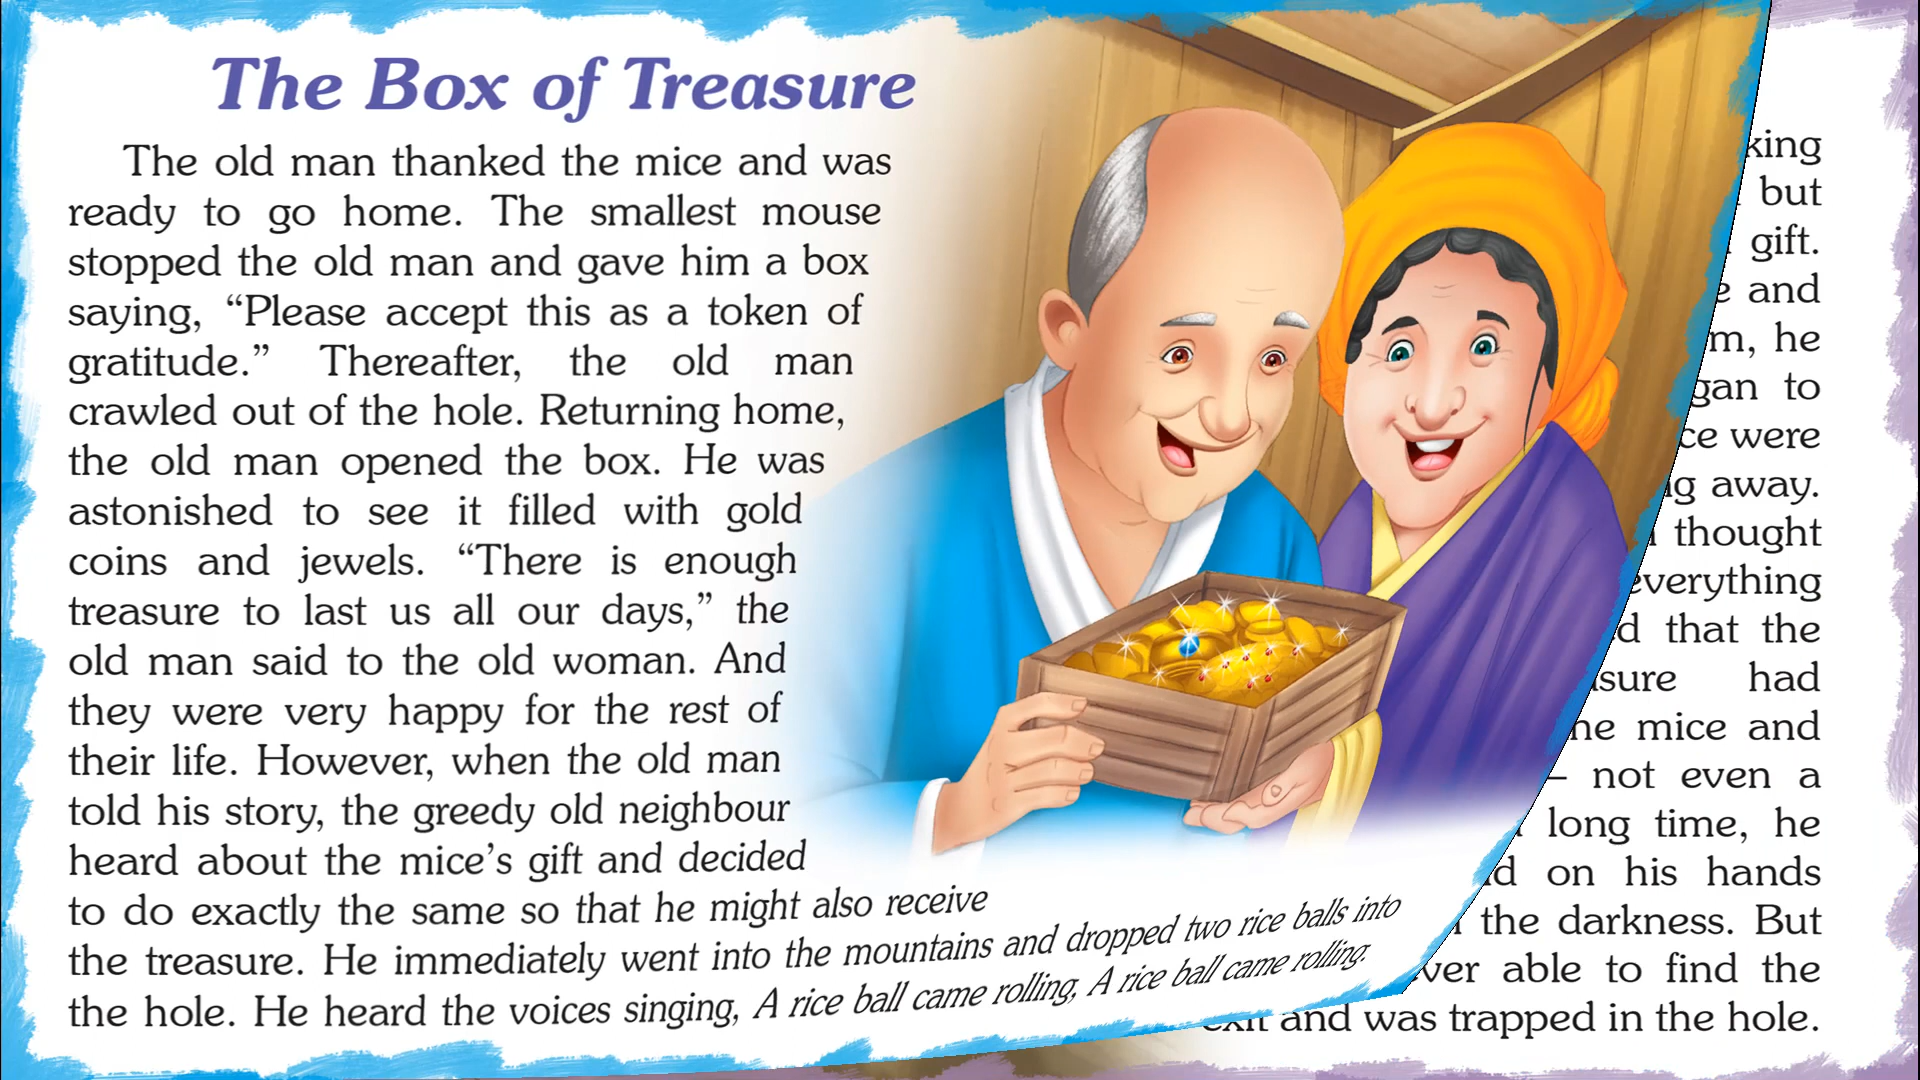 The Box of Treasure
The old man thanked the mice and was
ready to go home. The smallest mouse
stopped the old man and gave him a box
saying, “Please accept this as a token of
gratitude.” Thereafter, the old man
crawled out of the hole. Returning home,
the old man opened the box. He was
astonished to see it filled with gold
coins and jewels. “There is enough
treasure to last us all our days,” the
old man said to the old woman. And
they were very happy for the rest of
their life. However, when the old man
told his story, the greedy old neighbour
heard about the mice’s gift and decided
to do exactly the same so that he might also receive
the treasure. He immediately went into the mountains and dropped two rice balls into
the hole. He heard the voices singing, A rice ball came rolling, A rice ball came rolling.
but
gift.
and
he
to
were
away.
thought
everything
that the
had
mice and
– not even a
long time, he
on his hands
the darkness. But
able to find the
exit and was trapped in the hole.